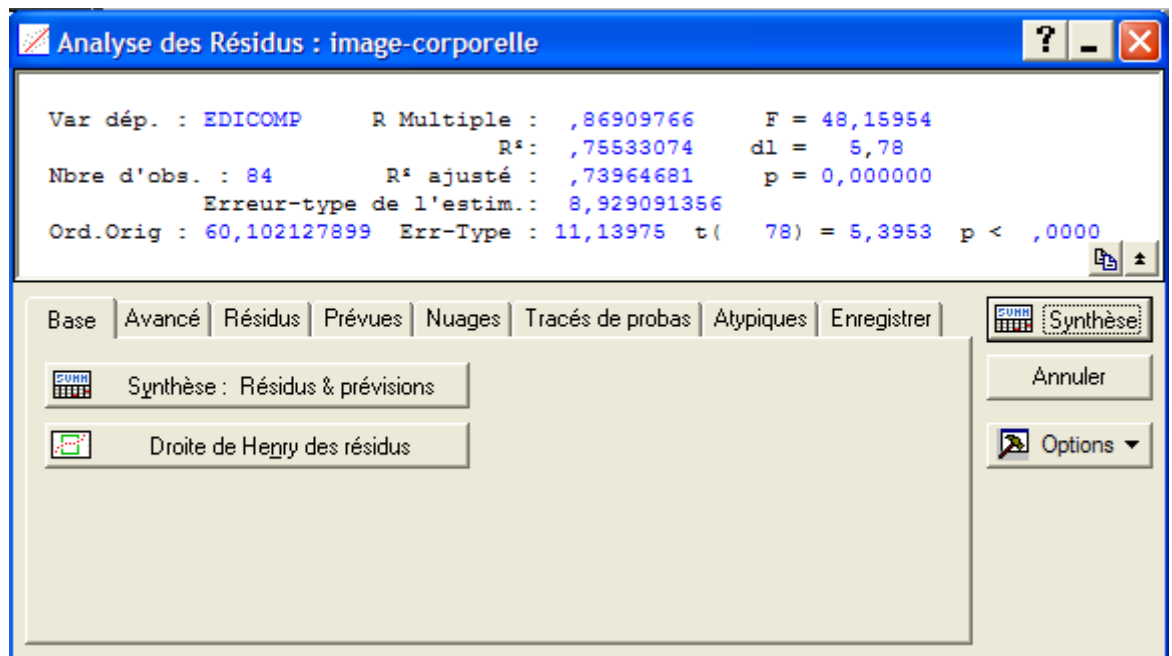 Analyse des Résidus : image-corporelle
Var dép. : EDICOMP R Multiple : ,86909766 F = 48,15954
R²: ,75533074 dl = 5,78
Nbre d'obs. : 84 R² ajusté : ,73964681 p = 0,000000
Erreur-type de l'estim.: 8,929091356
Ord.Orig : 60,102127899 Err-Type : 11,13975 t( 78) = 5,3953 p < ,0000
Base Avancé Résidus Prévues Nuages Tracés de probas Atypiques Enregistrer
Synthèse
Synthèse : Résidus & prévisions
Annuler
Droite de Henry des résidus
Options